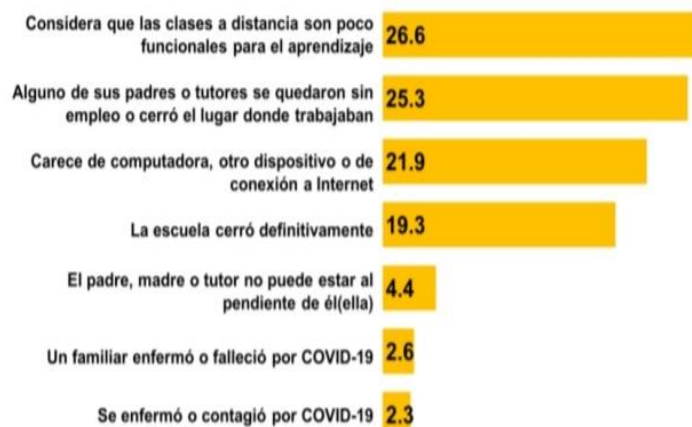 Considera que las clases a distancia son poco
funcionales para el aprendizaje
26.6
Alguno de sus padres o tutores se quedaron sin
empleo o cerró el lugar donde trabajaban
25.3
Carece de computadora, otro dispositivo o de
conexión a Internet
21.9
La escuela cerró definitivamente
19.3
El padre, madre o tutor no puede estar al
pendiente de él(ella)
4.4
Un familiar enfermó o falleció por COVID-19
2.6
Se enfermó o contagió por COVID-19
2.3